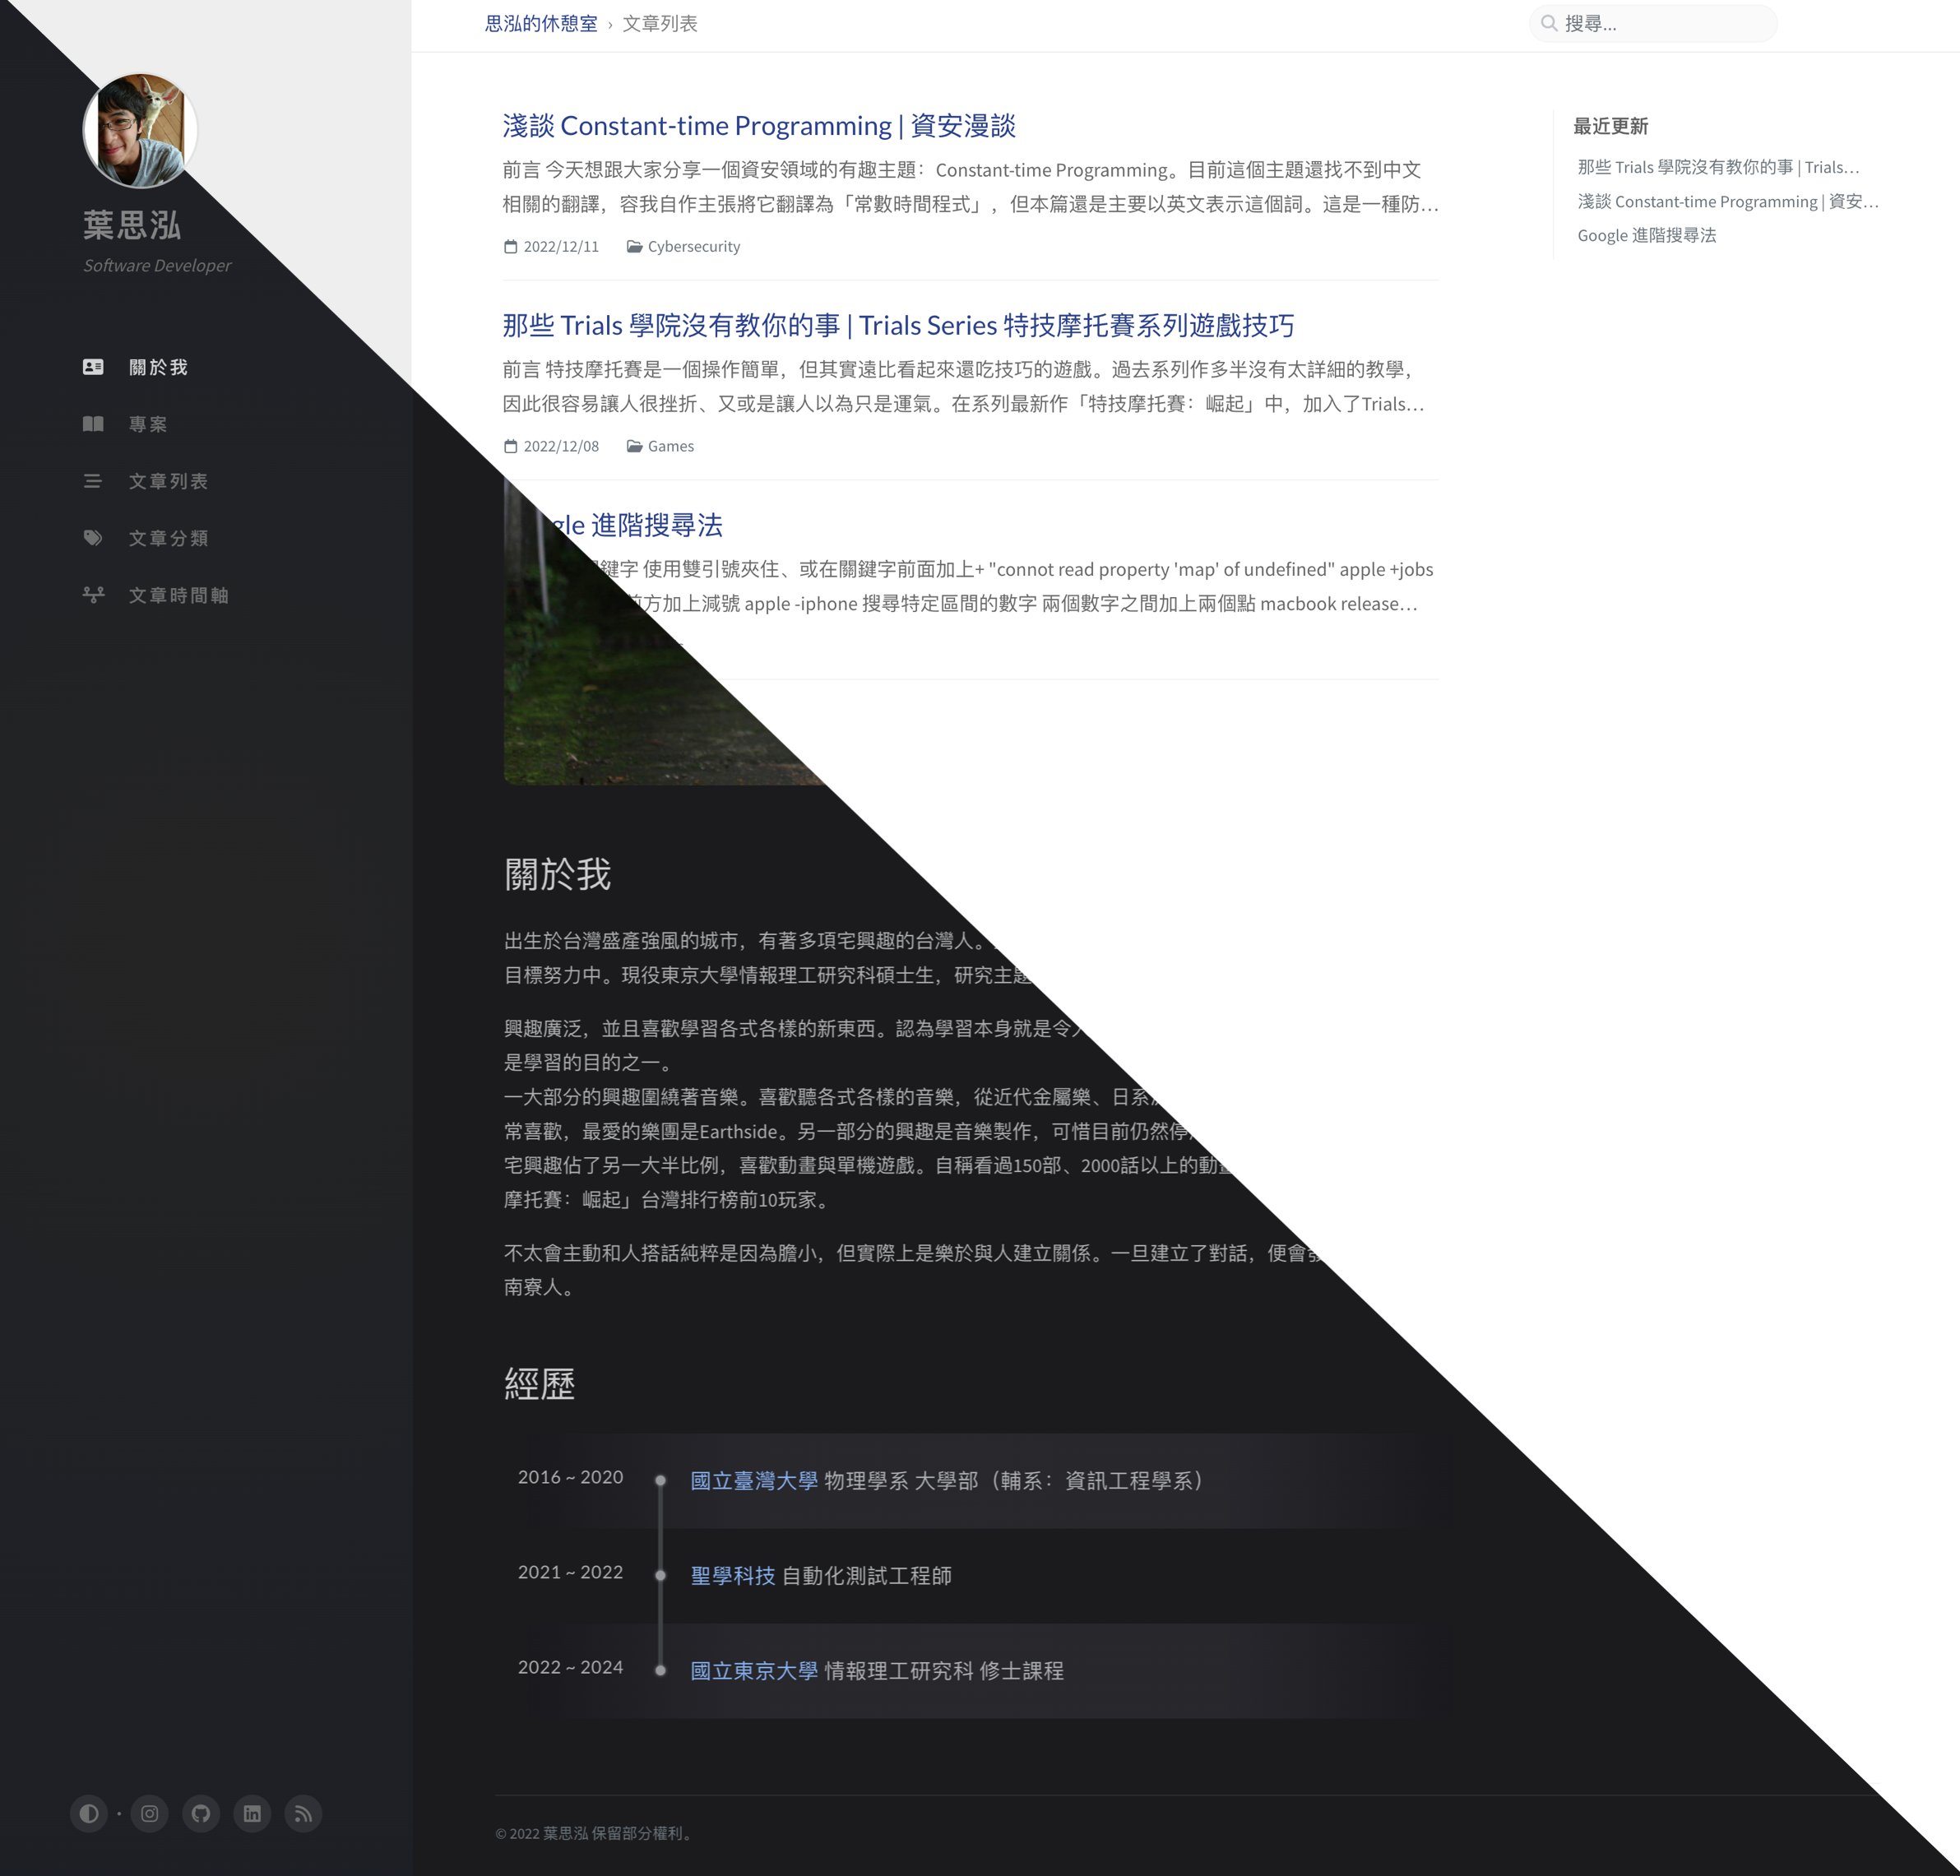 思泓的休憩室 › 文章列表
搜尋...
葉思泓
Software Developer
關於我
專案
文章列表
文章分類
文章時間軸
淺談 Constant-time Programming | 資安漫談
前言 今天想跟大家分享一個資安領域的有趣主題：Constant-time Programming。目前這個主題還找不到中文
相關的翻譯，容我自作主張將它翻譯為「常數時間程式」，但本篇還是主要以英文表示這個詞。這是一種防...
2022/12/11 Cybersecurity
那些 Trials 學院沒有教你的事 | Trials Series 特技摩托賽系列遊戲技巧
前言 特技摩托賽是一個操作簡單，但其實遠比看起來還吃技巧的遊戲。過去系列作多半沒有太詳細的教學，
因此很容易讓人很挫折、又或是讓人以為只是運氣。在系列最新作「特技摩托賽：崛起」中，加入了Trials...
2022/12/08 Games
gle 進階搜尋法
鍵字 使用雙引號夾住、或在關鍵字前面加上+ "connot read property 'map' of undefined" apple +jobs
前方加上減號 apple -iphone 搜尋特定區間的數字 兩個數字之間加上兩個點 macbook release...
最近更新
那些 Trials 學院沒有教你的事 | Trials...
淺談 Constant-time Programming | 資安...
Google 進階搜尋法
關於我
出生於台灣盛產強風的城市，有著多項宅興趣的台灣人。
目標努力中。現役東京大學情報理工研究科碩士生，研究主題
興趣廣泛，並且喜歡學習各式各樣的新東西。認為學習本身就是令人
是學習的目的之一。
一大部分的興趣圍繞著音樂。喜歡聽各式各樣的音樂，從近代金屬樂、日系
常喜歡，最愛的樂團是Earthside。另一部分的興趣是音樂製作，可惜目前仍然停
宅興趣佔了另一大半比例，喜歡動畫與單機遊戲。自稱看過150部、2000話以上的動畫
摩托賽：崛起」台灣排行榜前10玩家。
不太會主動和人搭話純粹是因為膽小，但實際上是樂於與人建立關係。一旦建立了對話，便會
南寮人。
經歷
2016 ~ 2020 國立臺灣大學 物理學系 大學部（輔系：資訊工程學系）
2021 ~ 2022 聖學科技 自動化測試工程師
2022 ~ 2024 國立東京大學 情報理工研究科 修士課程
© 2022 葉思泓 保留部分權利。